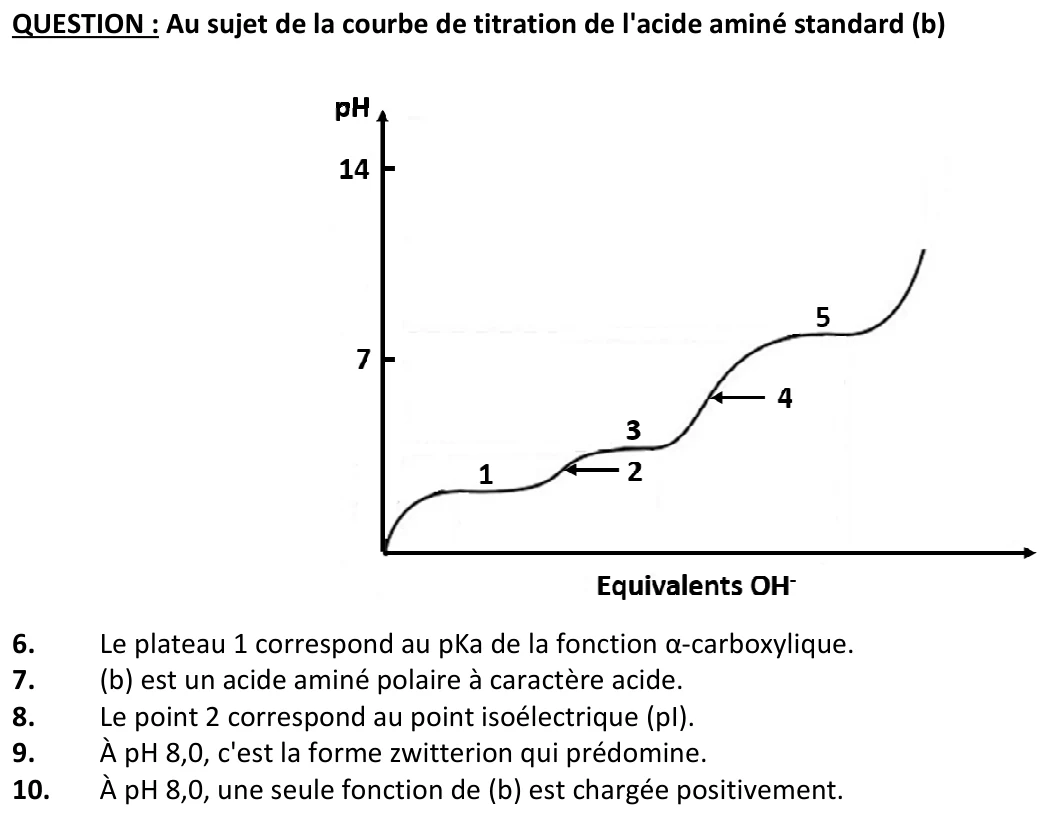 QUESTION : Au sujet de la courbe de titration de l'acide aminé standard (b)
pH
14
5
7
4
3
1
2
Equivalents OH-
6. Le plateau 1 correspond au pKa de la fonction α-carboxylique.
7. (b) est un acide aminé polaire à caractère acide.
8. Le point 2 correspond au point isoélectrique (pI).
9. À pH 8,0, c'est la forme zwitterion qui prédomine.
10. À pH 8,0, une seule fonction de (b) est chargée positivement.